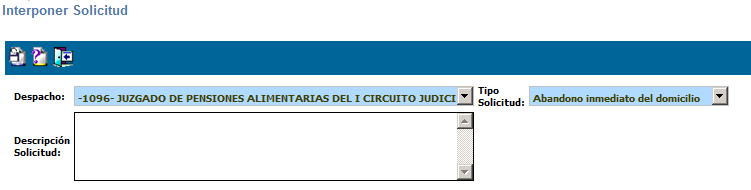 Interponer Solicitud
Despacho: -1096- JUZGADO DE PENSIONES ALIMENTARIAS DEL I CIRCUITO JUDICI Tipo Solicitud: Abandono inmediato del domicilio
Descripción
Solicitud: